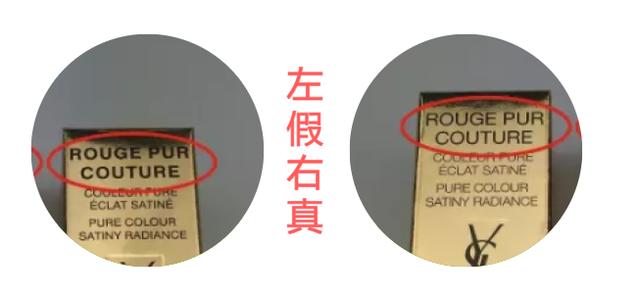 ROUGE PUR
COUTURE
COULEUR PURE
ÉCLAT SATINÉ
PURE COLOUR
SATINY RADIANCE
左假右真
ROUGE PUR
COUTURE
COULEUR PURE
ÉCLAT SATINÉ
PURE COLOUR
SATINY RADIANCE
YSL